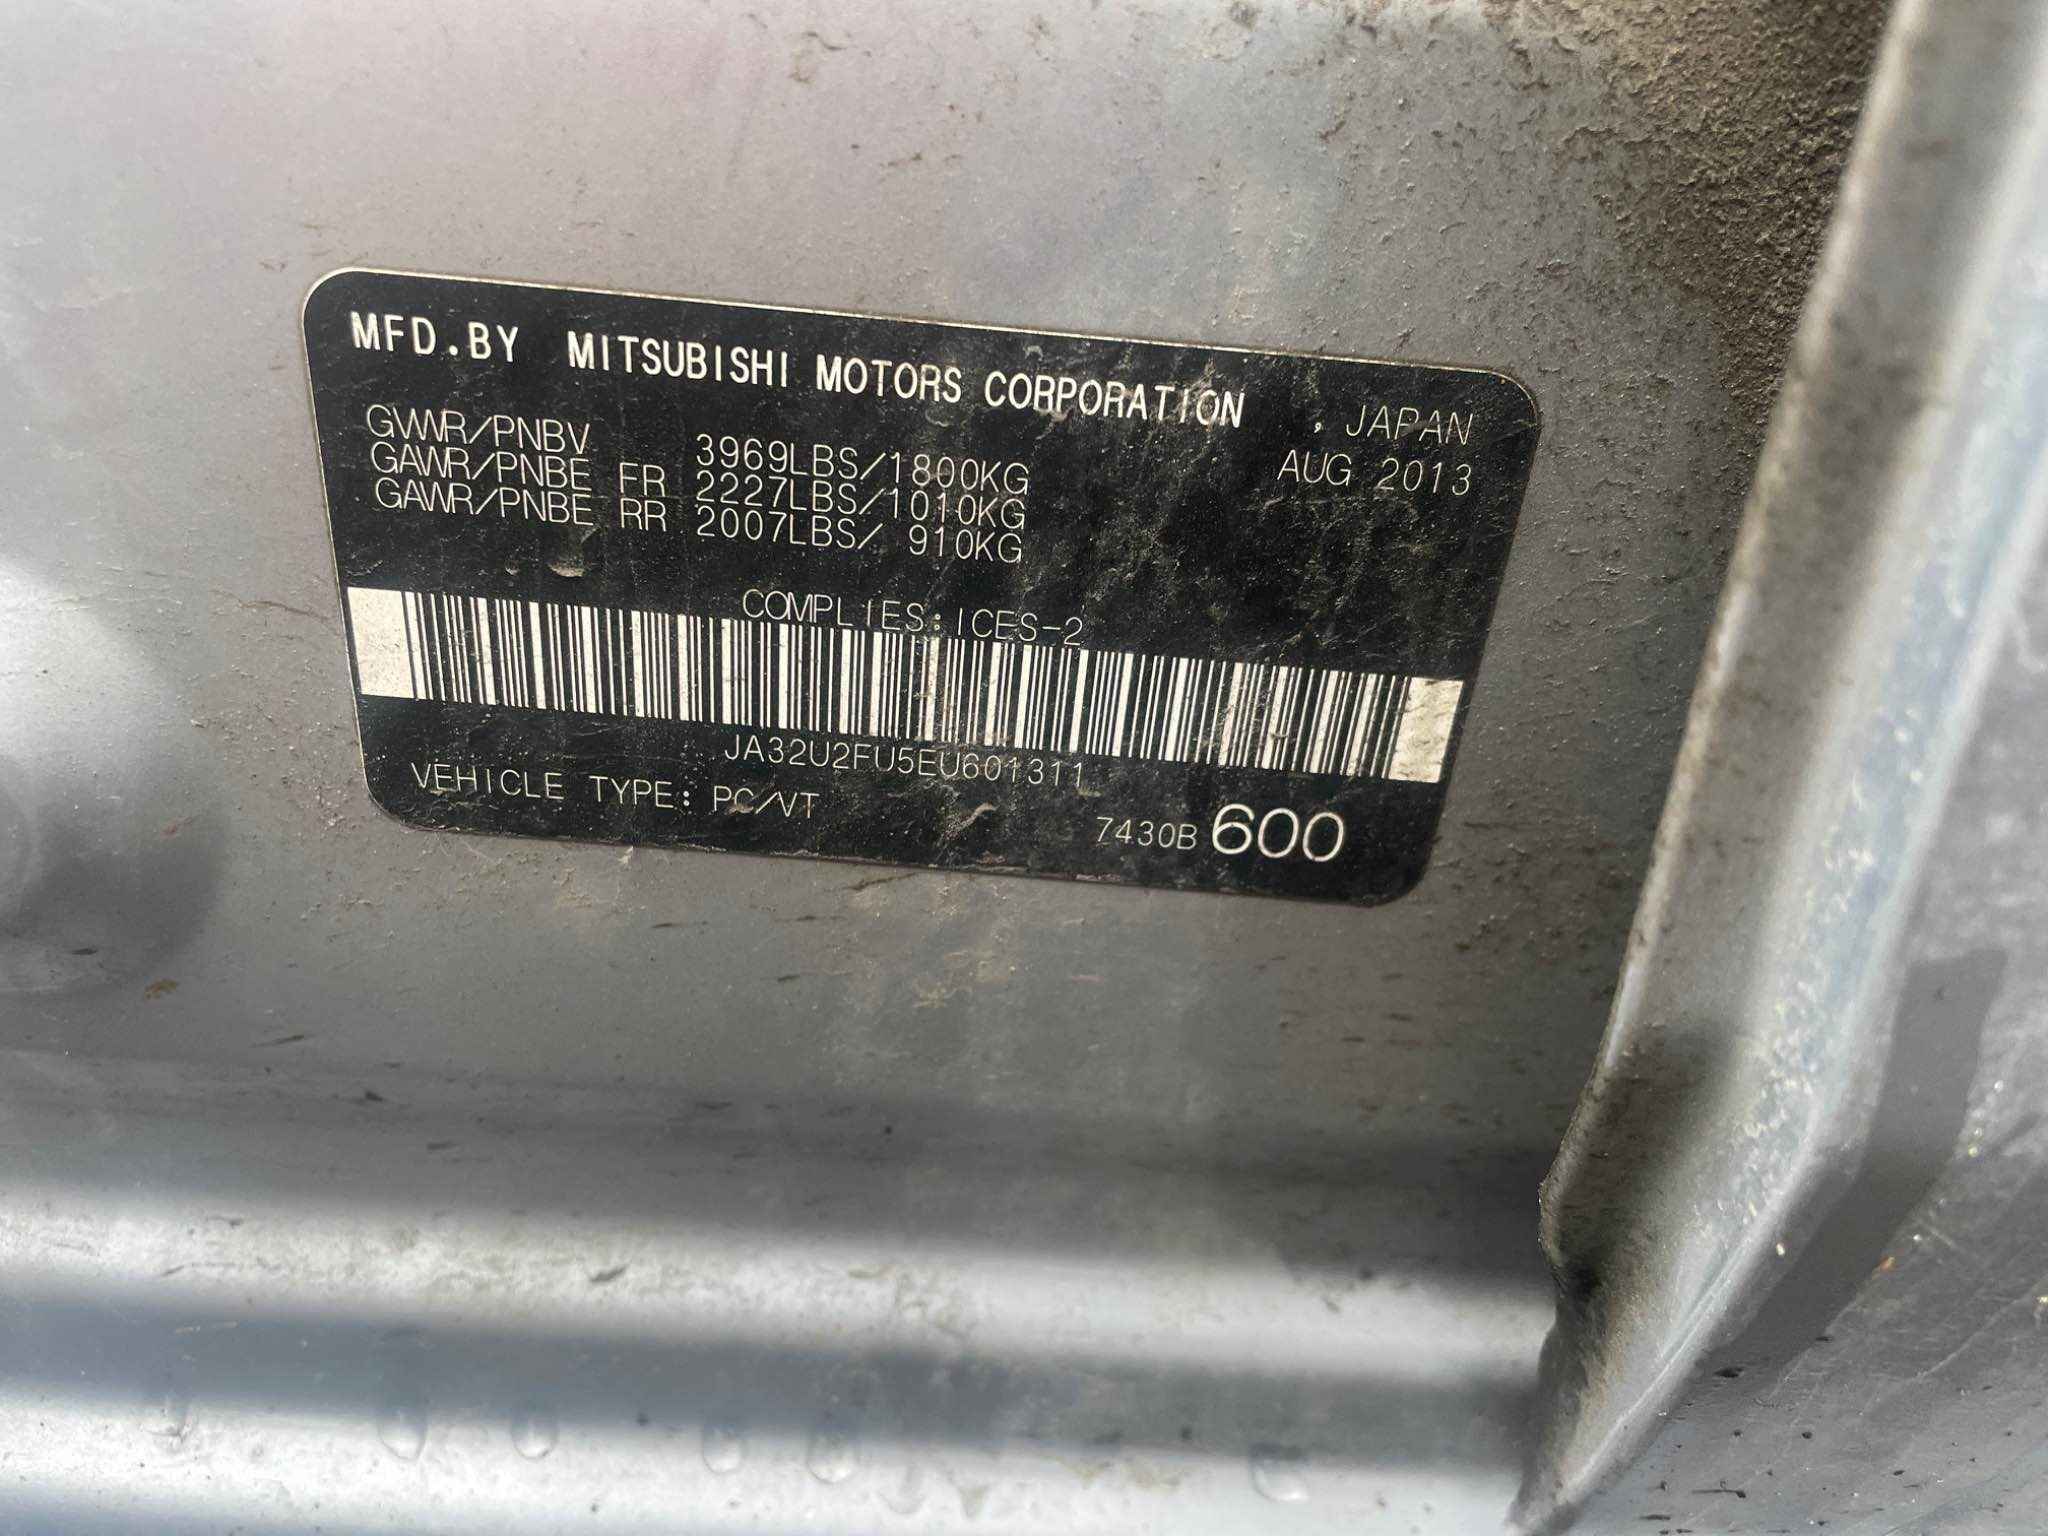 MFD.BY MITSUBISHI MOTORS CORPORATION , JAPAN
GVWR/PNBV 3969LBS/1800KG AUG 2013
GAWR/PNBE FR 2227LBS/1010KG
GAWR/PNBE RR 2007LBS/ 910KG
COMPLIES:ICES-2
JA32U2FU5EU601311
VEHICLE TYPE: PC/VT
7430B 600